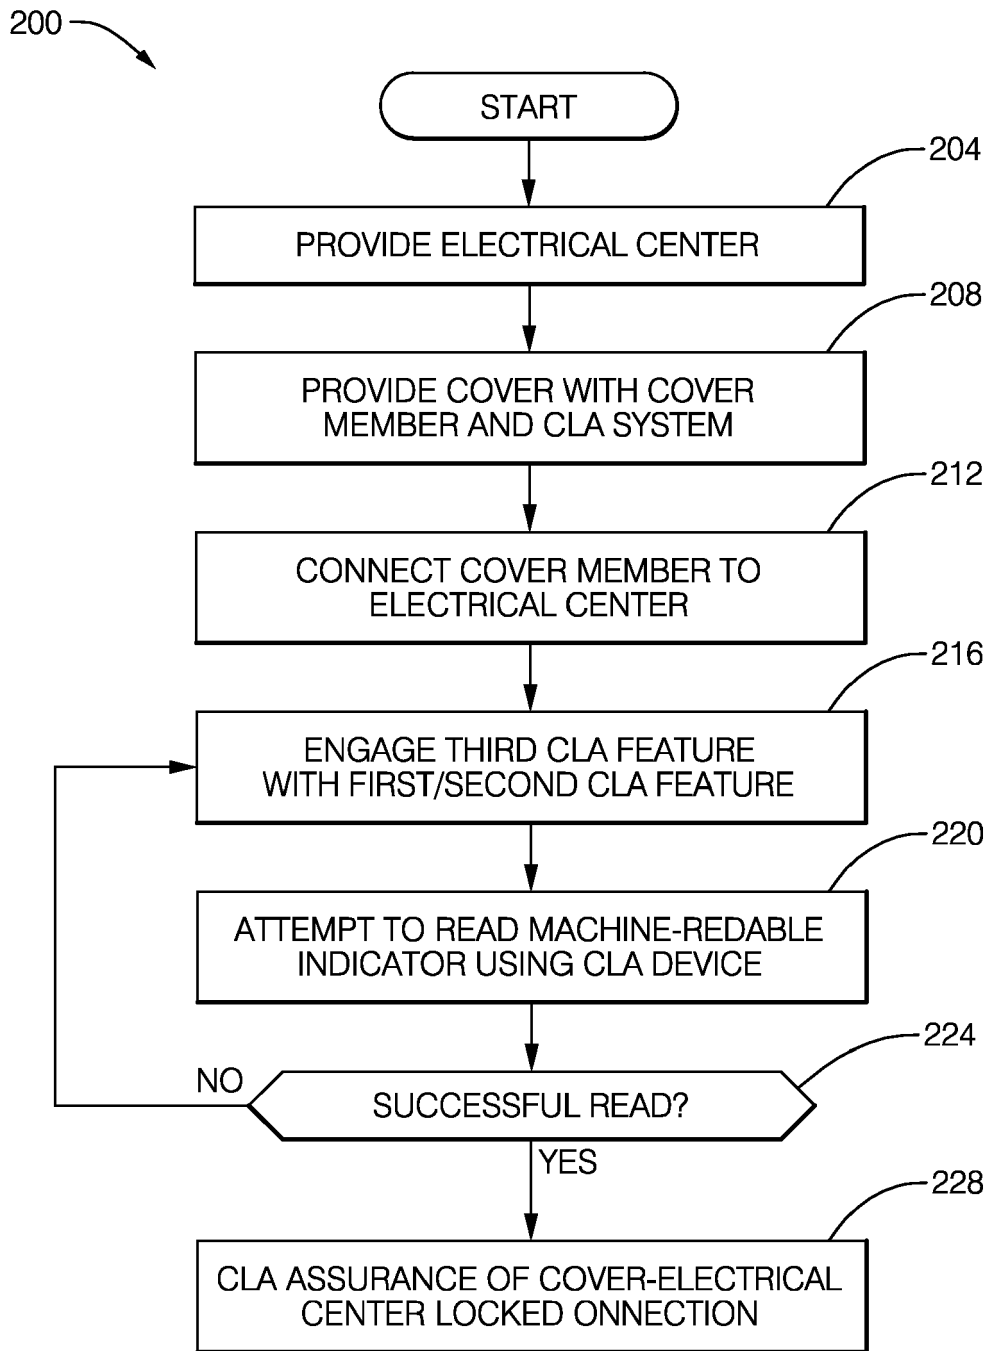 200
START
204
PROVIDE ELECTRICAL CENTER
208
PROVIDE COVER WITH COVER
MEMBER AND CLA SYSTEM
212
CONNECT COVER MEMBER TO
ELECTRICAL CENTER
216
ENGAGE THIRD CLA FEATURE
WITH FIRST/SECOND CLA FEATURE
220
ATTEMPT TO READ MACHINE-REDABLE
INDICATOR USING CLA DEVICE
224
NO
SUCCESSFUL READ?
YES
228
CLA ASSURANCE OF COVER-ELECTRICAL
CENTER LOCKED ONNECTION